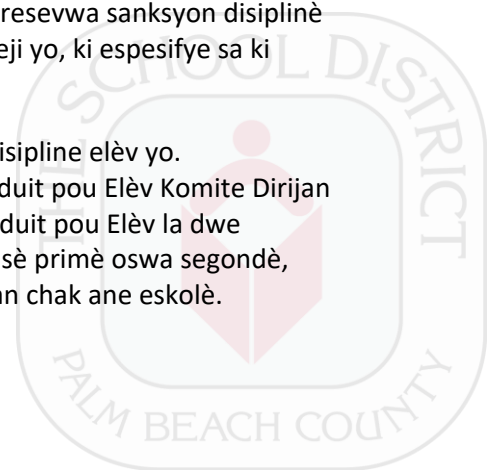 resevwa sanksyon disiplinè
eji yo, ki espesifye sa ki
isipline elèv yo.
duit pou Elèv Komite Dirijan
duit pou Elèv la dwe
sè primè oswa segondè,
n chak ane eskolè.
THE SCHOOL DISTRICT
PALM BEACH COUNTY